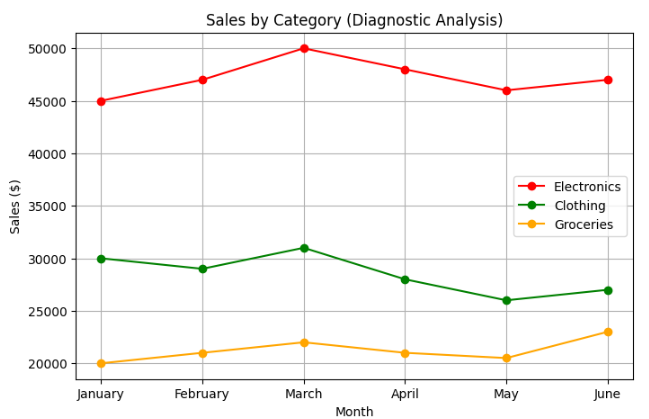 Sales by Category (Diagnostic Analysis)
50000
45000
40000
35000
30000
25000
20000
Sales ($)
Electronics
Clothing
Groceries
January February March April May June
Month